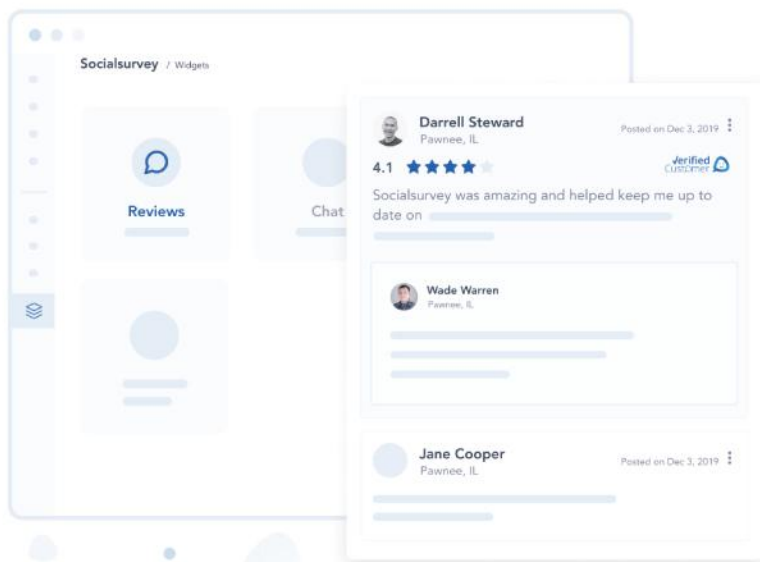 Socialsurvey / Widgets
Reviews
Chat
Darrell Steward
Pawnee, IL
Posted on Dec 3, 2019
4.1
Verified
Customer
Socialsurvey was amazing and helped keep me up to
date on
Wade Warren
Pawnee, IL
Jane Cooper
Pawnee, IL
Posted on Dec 3, 2019